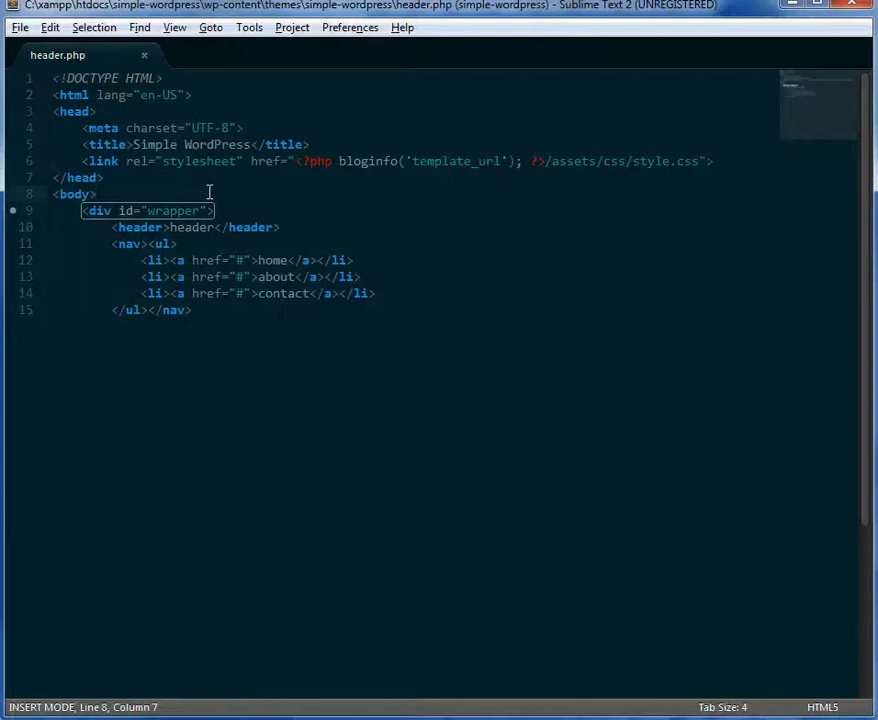 C:\xampp\htdocs\simple-wordpress\wp-content\themes\simple-wordpress\header.php (simple-wordpress) - Sublime Text 2 (UNREGISTERED)
File Edit Selection Find View Goto Tools Project Preferences Help
header.php ×
1 <!DOCTYPE HTML>
2 <html lang="en-US">
3 <head>
4 <meta charset="UTF-8">
5 <title>Simple WordPress</title>
6 <link rel="stylesheet" href="<?php bloginfo('template_url'); ?>/assets/css/style.css">
7 </head>
8 <body>
9 <div id="wrapper">
10 <header>header</header>
11 <nav><ul>
12 <li><a href="#">home</a></li>
13 <li><a href="#">about</a></li>
14 <li><a href="#">contact</a></li>
15 </ul></nav>
INSERT MODE, Line 8, Column 7 Tab Size: 4 HTML5